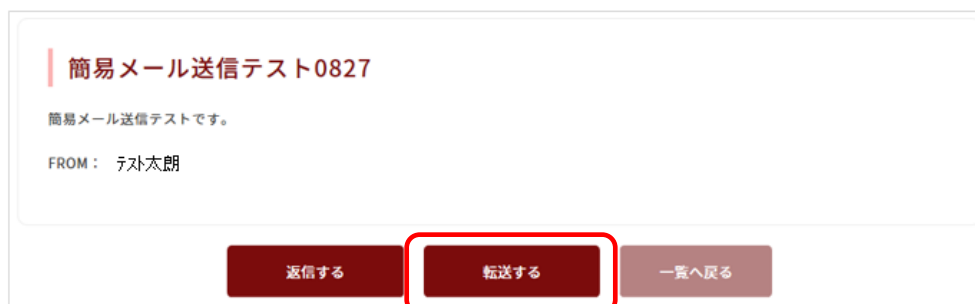 簡易メール送信テスト0827
簡易メール送信テストです。
FROM： テスト太朗
返信する 転送する 一覧へ戻る